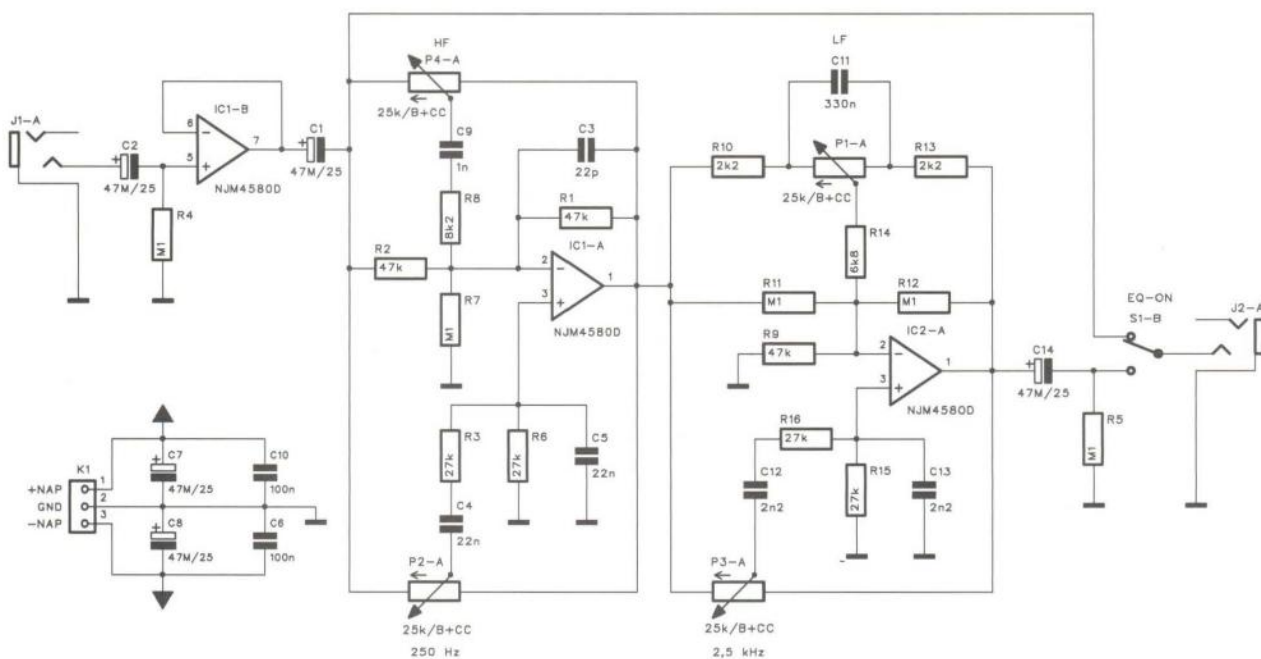 HF
P4-A
25k/B+CC
LF
C11
330n
J1-A
C2
47M/25
R4
M1
IC1-B
6
5
7
NJM4580D
C1
47M/25
C9
1n
R8
8k2
C3
22p
R1
47k
R2
47k
IC1-A
2
3
1
NJM4580D
R7
M1
R10
2k2
P1-A
25k/B+CC
R13
2k2
R14
6k8
R11
M1
R12
M1
R9
47k
IC2-A
2
3
1
NJM4580D
C14
47M/25
EQ-ON
S1-B
J2-A
R5
M1
R3
27k
R6
27k
C5
22n
C4
22n
P2-A
25k/B+CC
250 Hz
R16
27k
C12
2n2
R15
27k
C13
2n2
P3-A
25k/B+CC
2,5 kHz
K1
+NAP
GND
-NAP
1
2
3
C7
47M/25
C10
100n
C8
47M/25
C6
100n